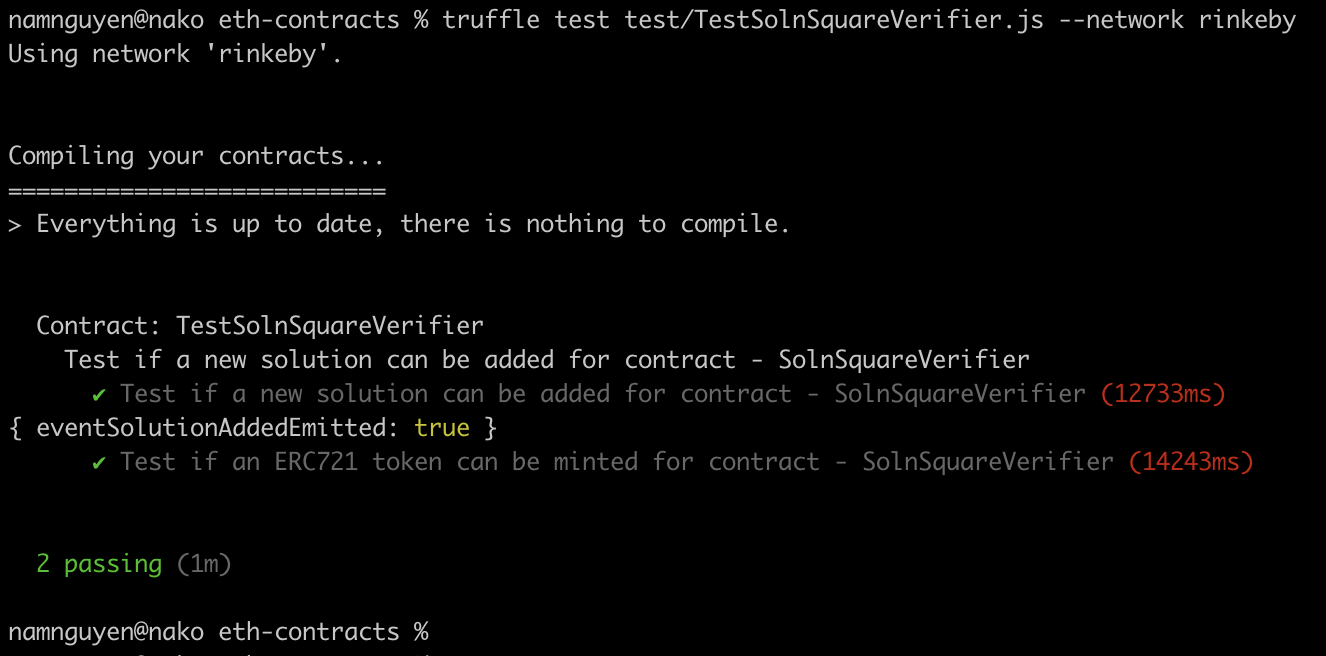 namnguyen@nako eth-contracts % truffle test test/TestSolnSquareVerifier.js --network rinkeby
Using network 'rinkeby'.
Compiling your contracts...
===========================
> Everything is up to date, there is nothing to compile.
Contract: TestSolnSquareVerifier
Test if a new solution can be added for contract - SolnSquareVerifier
✔ Test if a new solution can be added for contract - SolnSquareVerifier (12733ms)
{ eventSolutionAddedEmitted: true }
✔ Test if an ERC721 token can be minted for contract - SolnSquareVerifier (14243ms)
2 passing (1m)
namnguyen@nako eth-contracts %